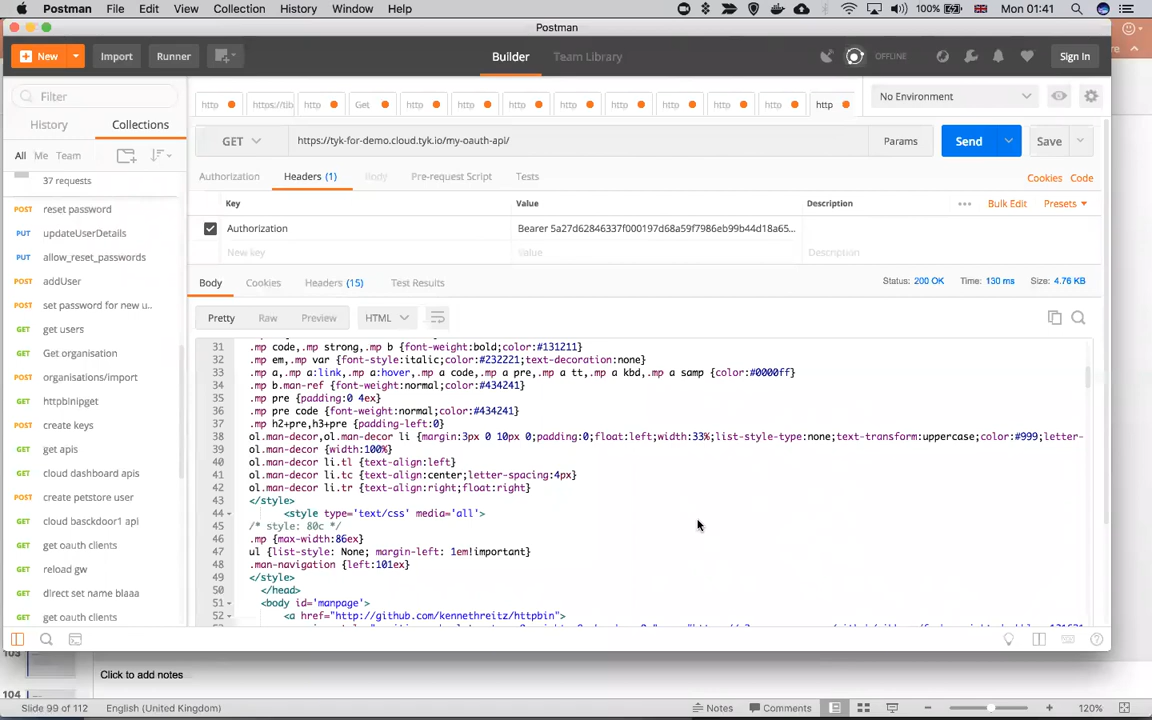 Postman File Edit View Collection History Window Help 100% Mon 01:41
Postman
New Import Runner Builder Team Library OFFLINE Sign In
Filter
http https://tib http Get http http http http http http http http http No Environment
History Collections
GET https://tyk-for-demo.cloud.tyk.io/my-oauth-api/ Params Send Save
All Me Team
37 requests
Authorization Headers (1) Body Pre-request Script Tests Cookies Code
Key Value Description Bulk Edit Presets
Authorization Bearer 5a27d62846337f000197d68a59f7986eb99b44d18a65...
New key Value Description
POST reset password
PUT updateUserDetails
PUT allow_reset_passwords
POST addUser
POST set password for new u..
GET get users
GET Get organisation
POST organisations/import
GET httpbinipget
POST create keys
GET get apis
GET cloud dashboard apis
POST create petstore user
GET cloud basckdoor1 api
GET get oauth clients
GET reload gw
POST direct set name blaaa
GET get oauth clients
Body Cookies Headers (15) Test Results Status: 200 OK Time: 130 ms Size: 4.76 KB
Pretty Raw Preview HTML
31 .mp code,.mp strong,.mp b {font-weight:bold;color:#131211}
32 .mp em,.mp var {font-style:italic;color:#232221;text-decoration:none}
33 .mp a,.mp a:link,.mp a:hover,.mp a code,.mp a pre,.mp a tt,.mp a kbd,.mp a samp {color:#0000ff}
34 .mp b.man-ref {font-weight:normal;color:#434241}
35 .mp pre {padding:0 4ex}
36 .mp pre code {font-weight:normal;color:#434241}
37 .mp h2+pre,h3+pre {padding-left:0}
38 ol.man-decor,ol.man-decor li {margin:3px 0 10px 0;padding:0;float:left;width:33%;list-style-type:none;text-transform:uppercase;color:#999;letter-
39 ol.man-decor {width:100%}
40 ol.man-decor li.tl {text-align:left}
41 ol.man-decor li.tc {text-align:center;letter-spacing:4px}
42 ol.man-decor li.tr {text-align:right;float:right}
43 </style>
44 <style type='text/css' media='all'>
45 /* style: 80c */
46 .mp {max-width:86ex}
47 ul {list-style: None; margin-left: 1em!important}
48 .man-navigation {left:101ex}
49 </style>
50 </head>
51 <body id='manpage'>
52 <a href="http://github.com/kennethreitz/httpbin">
103
Click to add notes
104
Slide 99 of 112 English (United Kingdom) Notes Comments 120%